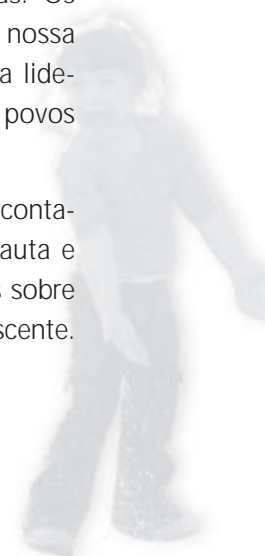 as. Os
nossa
a lide-
povos
conta-
auta e
s sobre
scente.